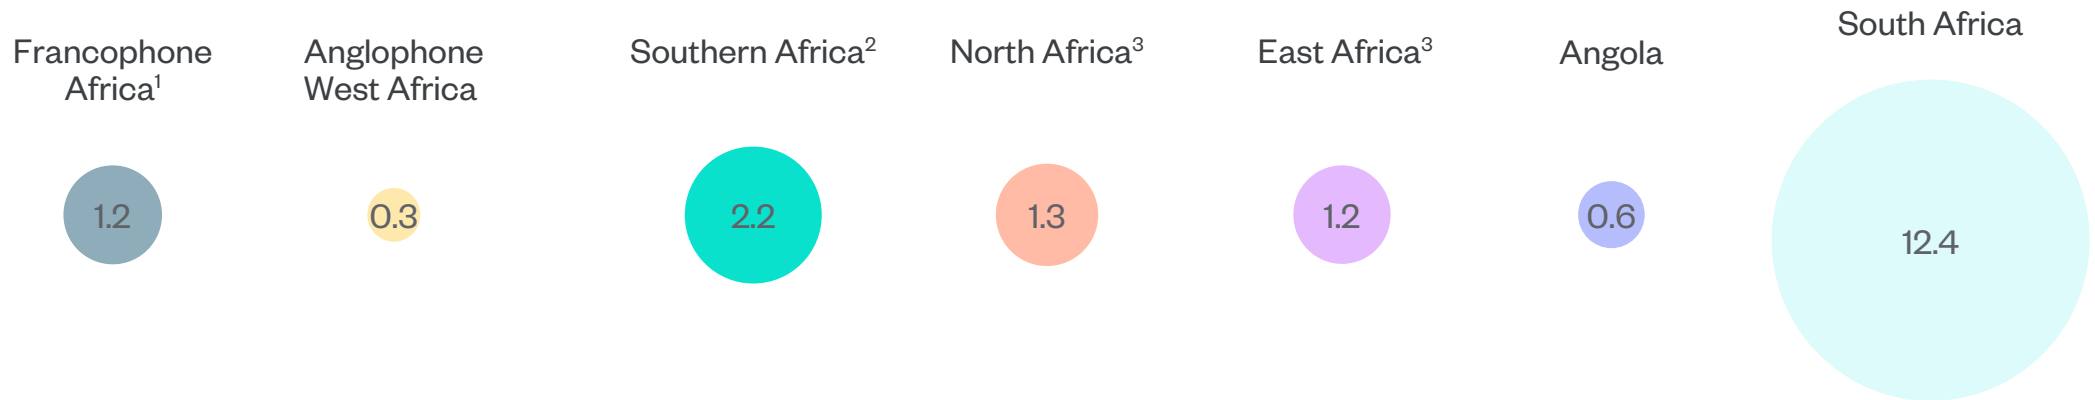 Francophone
Africa¹
Anglophone
West Africa
Southern Africa²
North Africa³
East Africa³
Angola
South Africa
1.2
0.3
2.2
1.3
1.2
0.6
12.4